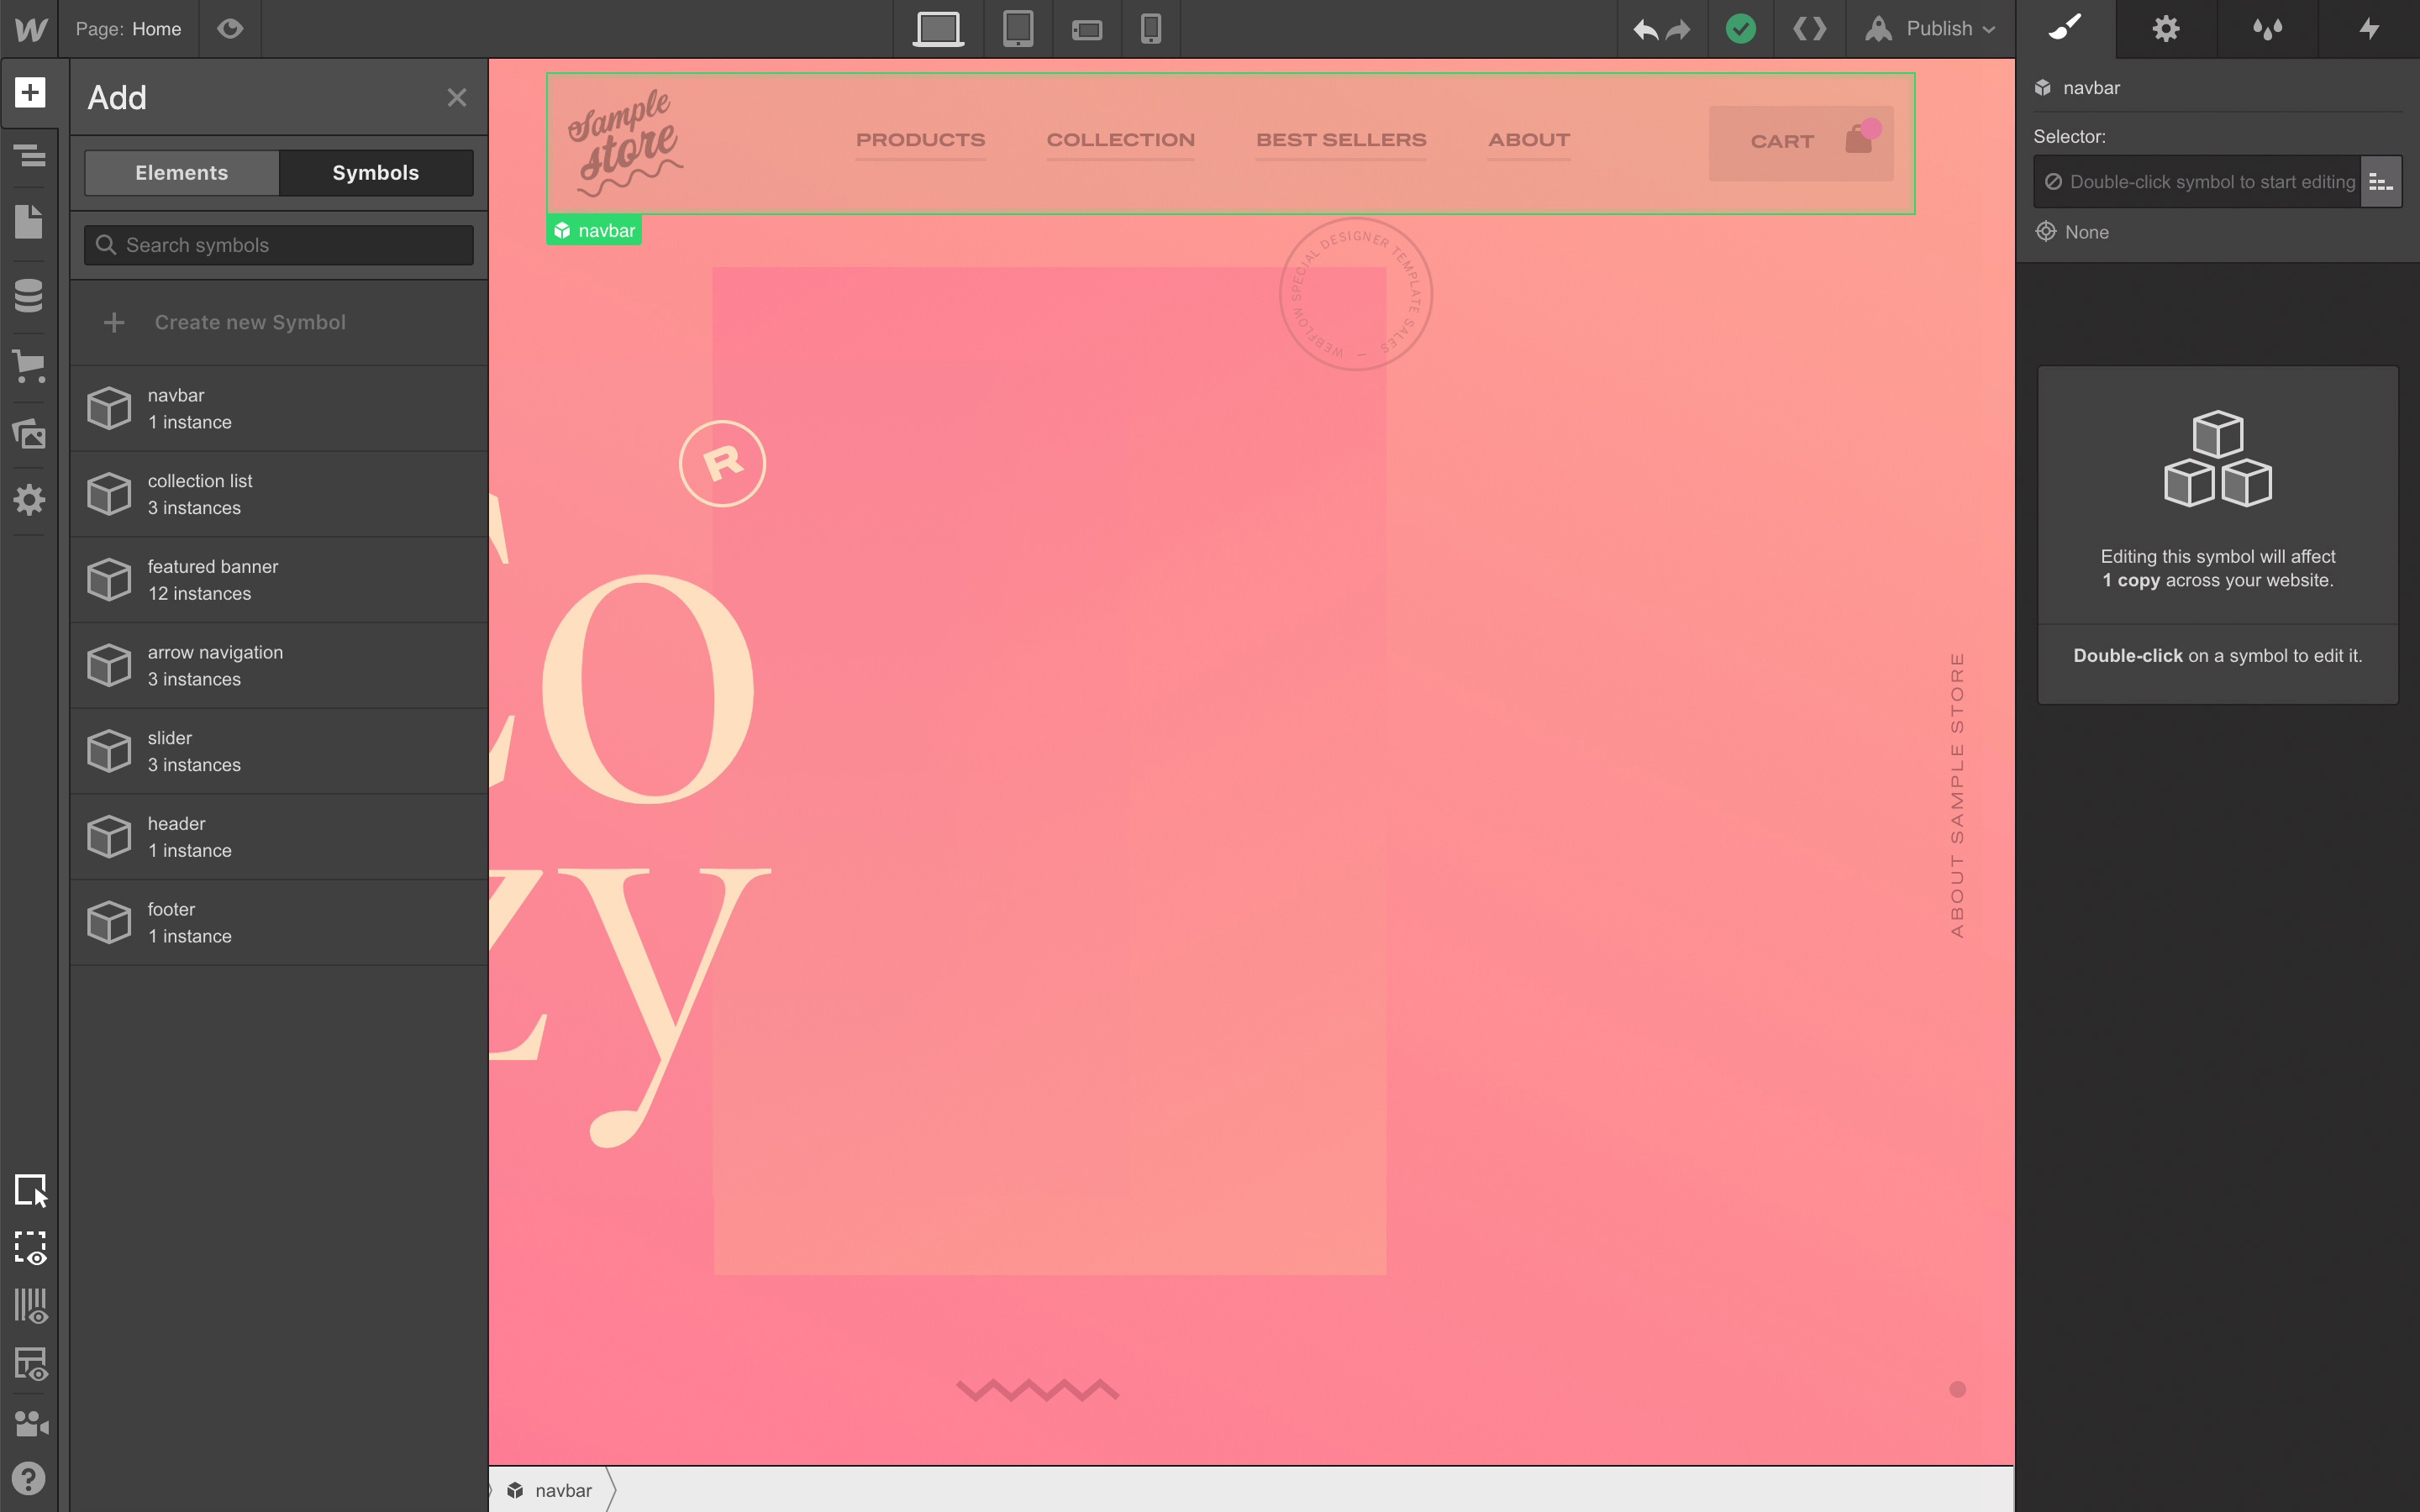 Page: Home
Publish
Add
Elements
Symbols
Search symbols
Create new Symbol
navbar
1 instance
collection list
3 instances
featured banner
12 instances
arrow navigation
3 instances
slider
3 instances
header
1 instance
footer
1 instance
Sample
store
PRODUCTS
COLLECTION
BEST SELLERS
ABOUT
CART
navbar
WEBFLOW SPECIAL DESIGNER TEMPLATE SALES –
R
Co
zy
ABOUT SAMPLE STORE
navbar
navbar
Selector:
Double-click symbol to start editing
None
Editing this symbol will affect
1 copy across your website.
Double-click on a symbol to edit it.